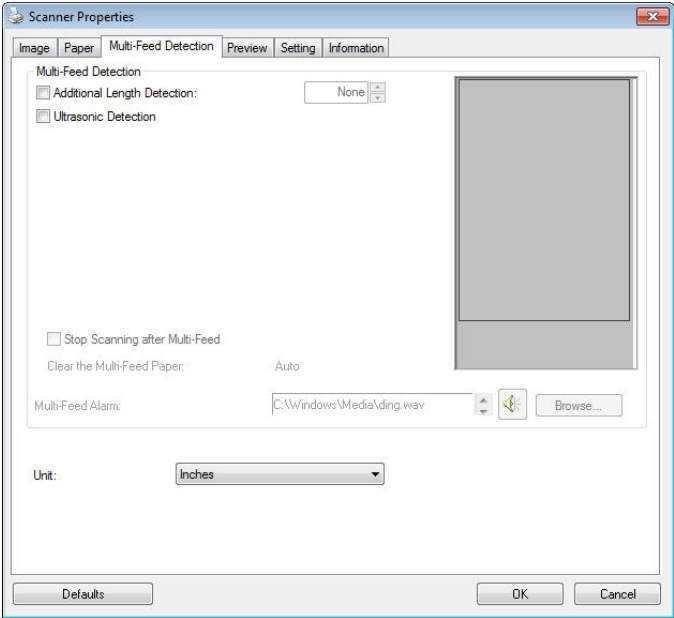 Scanner Properties
Image Paper Multi-Feed Detection Preview Setting Information
Multi-Feed Detection
Additional Length Detection: None
Ultrasonic Detection
Stop Scanning after Multi-Feed
Clear the Multi-Feed Paper: Auto
Multi-Feed Alarm: C:\Windows\Media\ding.wav Browse...
Unit: Inches
Defaults OK Cancel